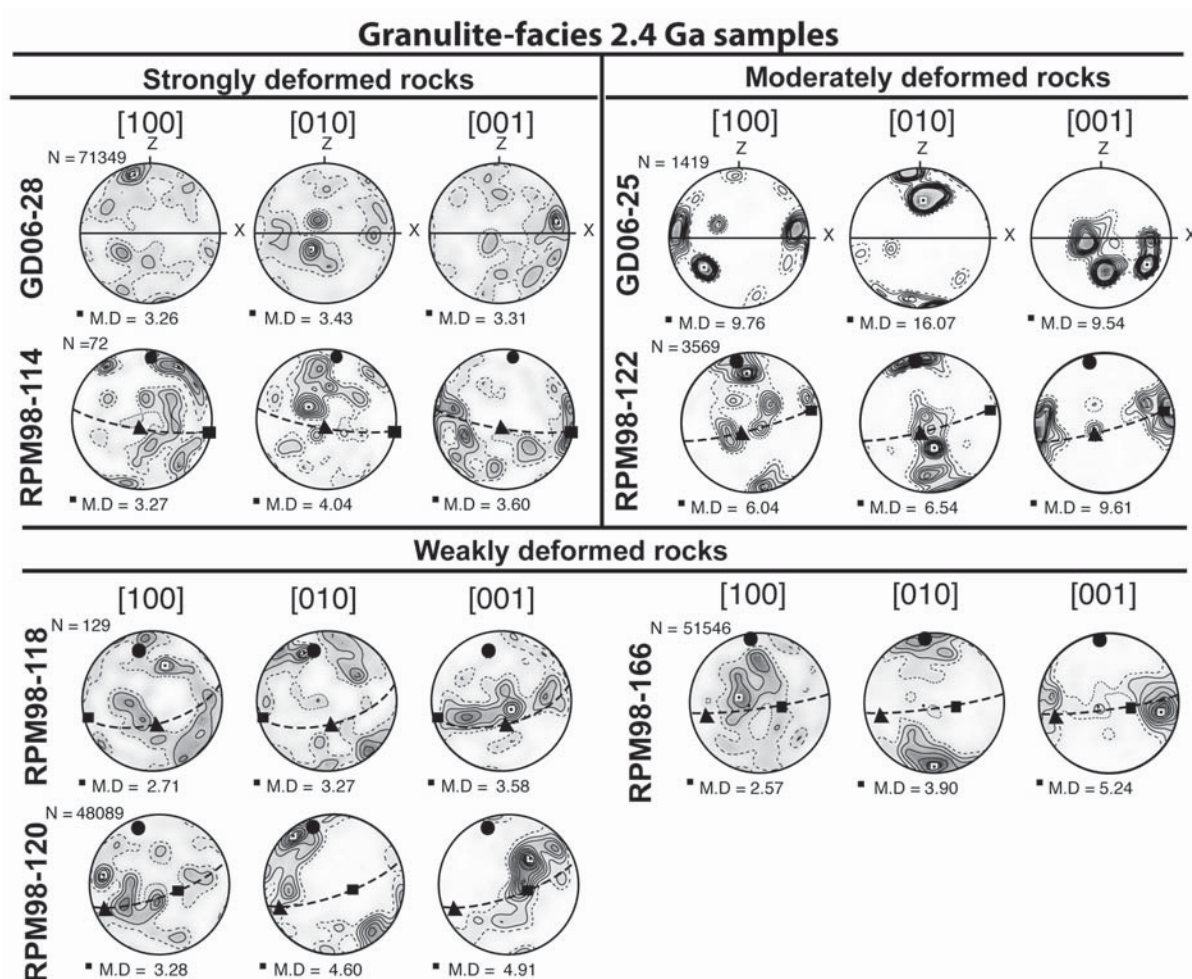 Granulite-facies 2.4 Ga samples
Strongly deformed rocks
[100] [010] [001]
Z Z Z
N = 71349
X X X
GD06-28
M.D = 3.26 M.D = 3.43 M.D = 3.31
N =72
RPM98-114
M.D = 3.27 M.D = 4.04 M.D = 3.60
Moderately deformed rocks
[100] [010] [001]
Z Z Z
N = 1419
X X X
GD06-25
M.D = 9.76 M.D = 16.07 M.D = 9.54
N = 3569
RPM98-122
M.D = 6.04 M.D = 6.54 M.D = 9.61
Weakly deformed rocks
[100] [010] [001]
N = 129
RPM98-118
M.D = 2.71 M.D = 3.27 M.D = 3.58
N = 48089
RPM98-120
M.D = 3.28 M.D = 4.60 M.D = 4.91
[100] [010] [001]
N = 51546
RPM98-166
M.D = 2.57 M.D = 3.90 M.D = 5.24